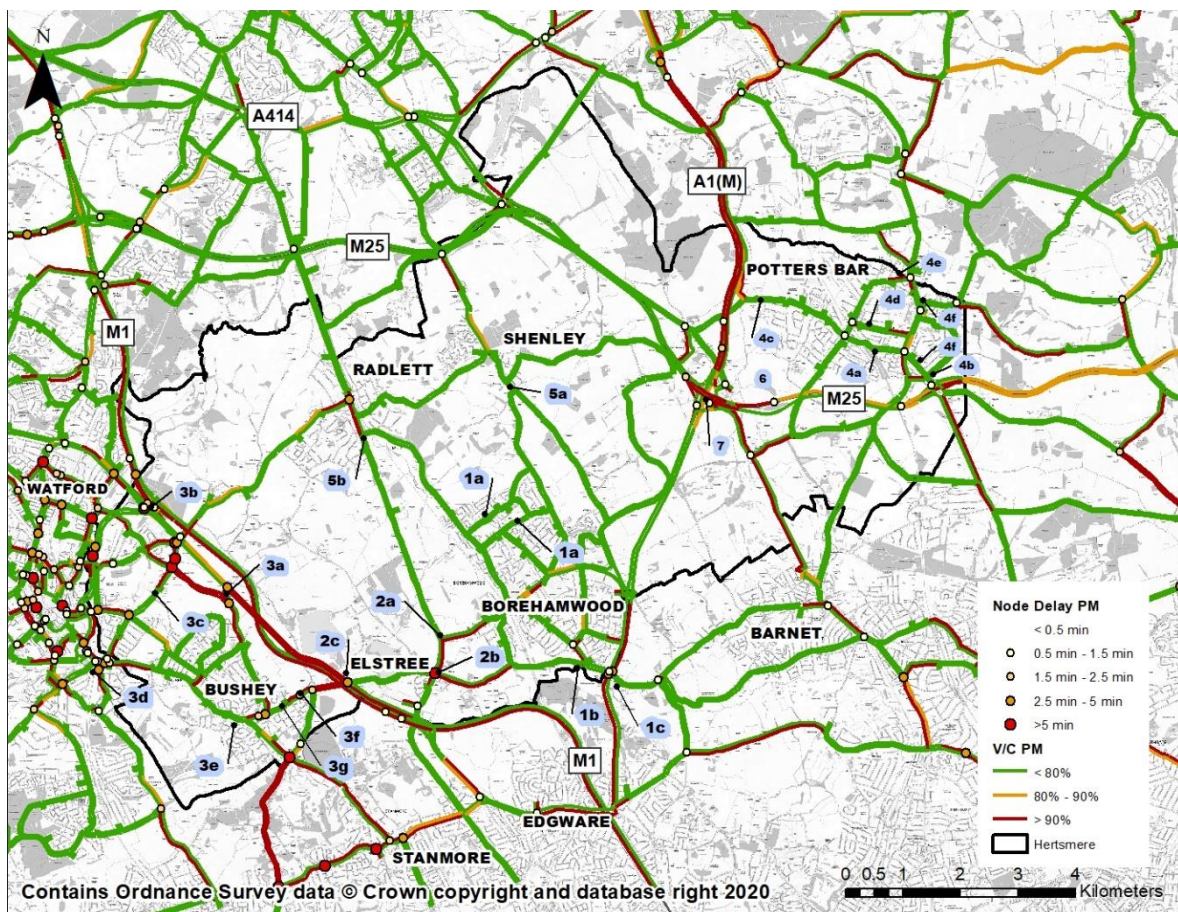 N
A414
A1(M)
M25
POTTERS BAR
4e
4d
4f
M1
SHENLEY
4c
4f
RADLETT
4a
4b
5a
6
M25
7
5b
1a
WATFORD
3b
1a
3a
2a
BOREHAMWOOD
3c
2c
ELSTREE
2b
BARNET
BUSHEY
3d
3f
1b
1c
3e
3g
M1
EDGWARE
STANMORE
Node Delay PM
< 0.5 min
0.5 min - 1.5 min
1.5 min - 2.5 min
2.5 min - 5 min
>5 min
V/C PM
< 80%
80% - 90%
> 90%
Hertsmere
Contains Ordnance Survey data © Crown copyright and database right 2020
0 0.5 1 2 3 4
Kilometers